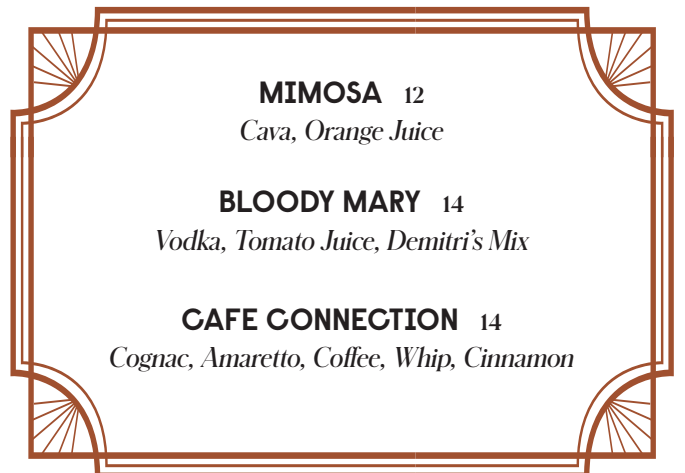 MIMOSA 12
Cava, Orange Juice
BLOODY MARY 14
Vodka, Tomato Juice, Demitri's Mix
CAFE CONNECTION 14
Cognac, Amaretto, Coffee, Whip, Cinnamon